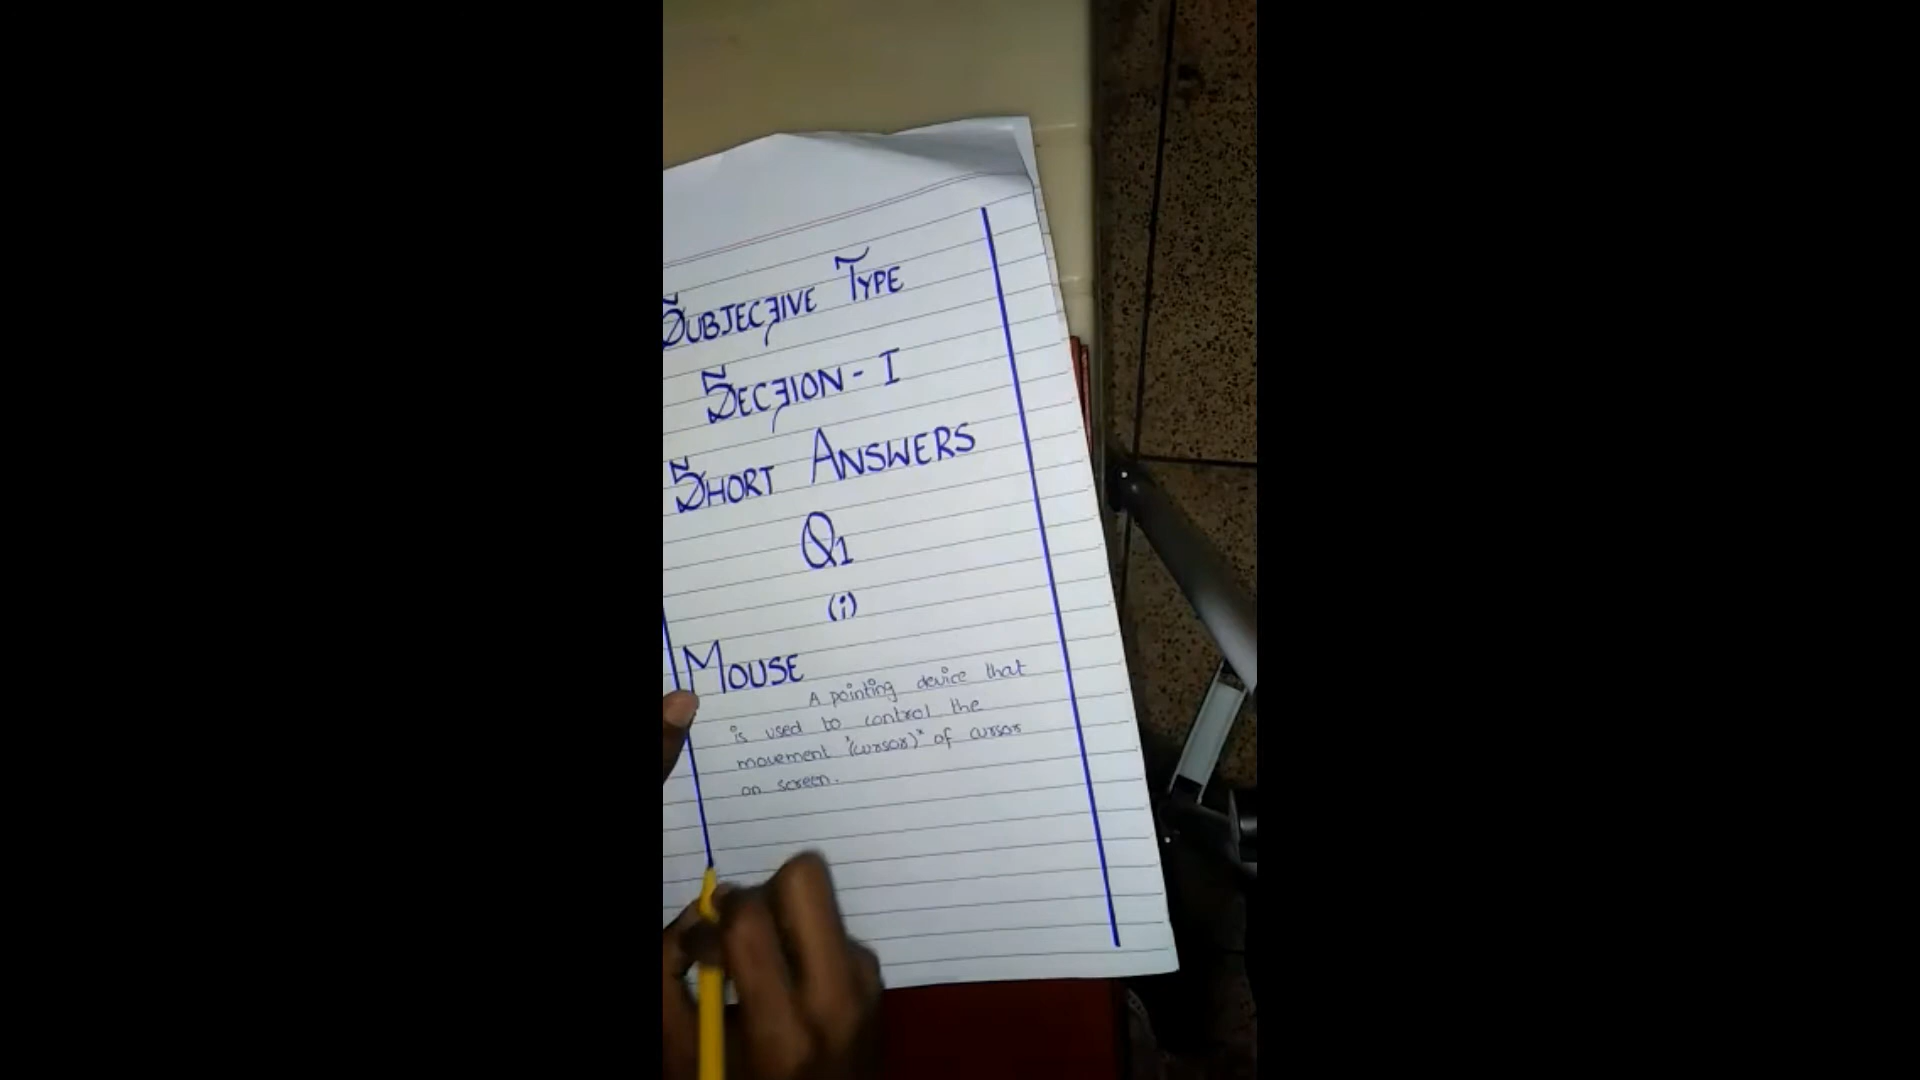 SUBJECTIVE TYPE
SECTION - I
SHORT ANSWERS
Q1
(i)
MOUSE
A pointing device that
is used to control the
movement "(cursor)" of cursor
on screen.